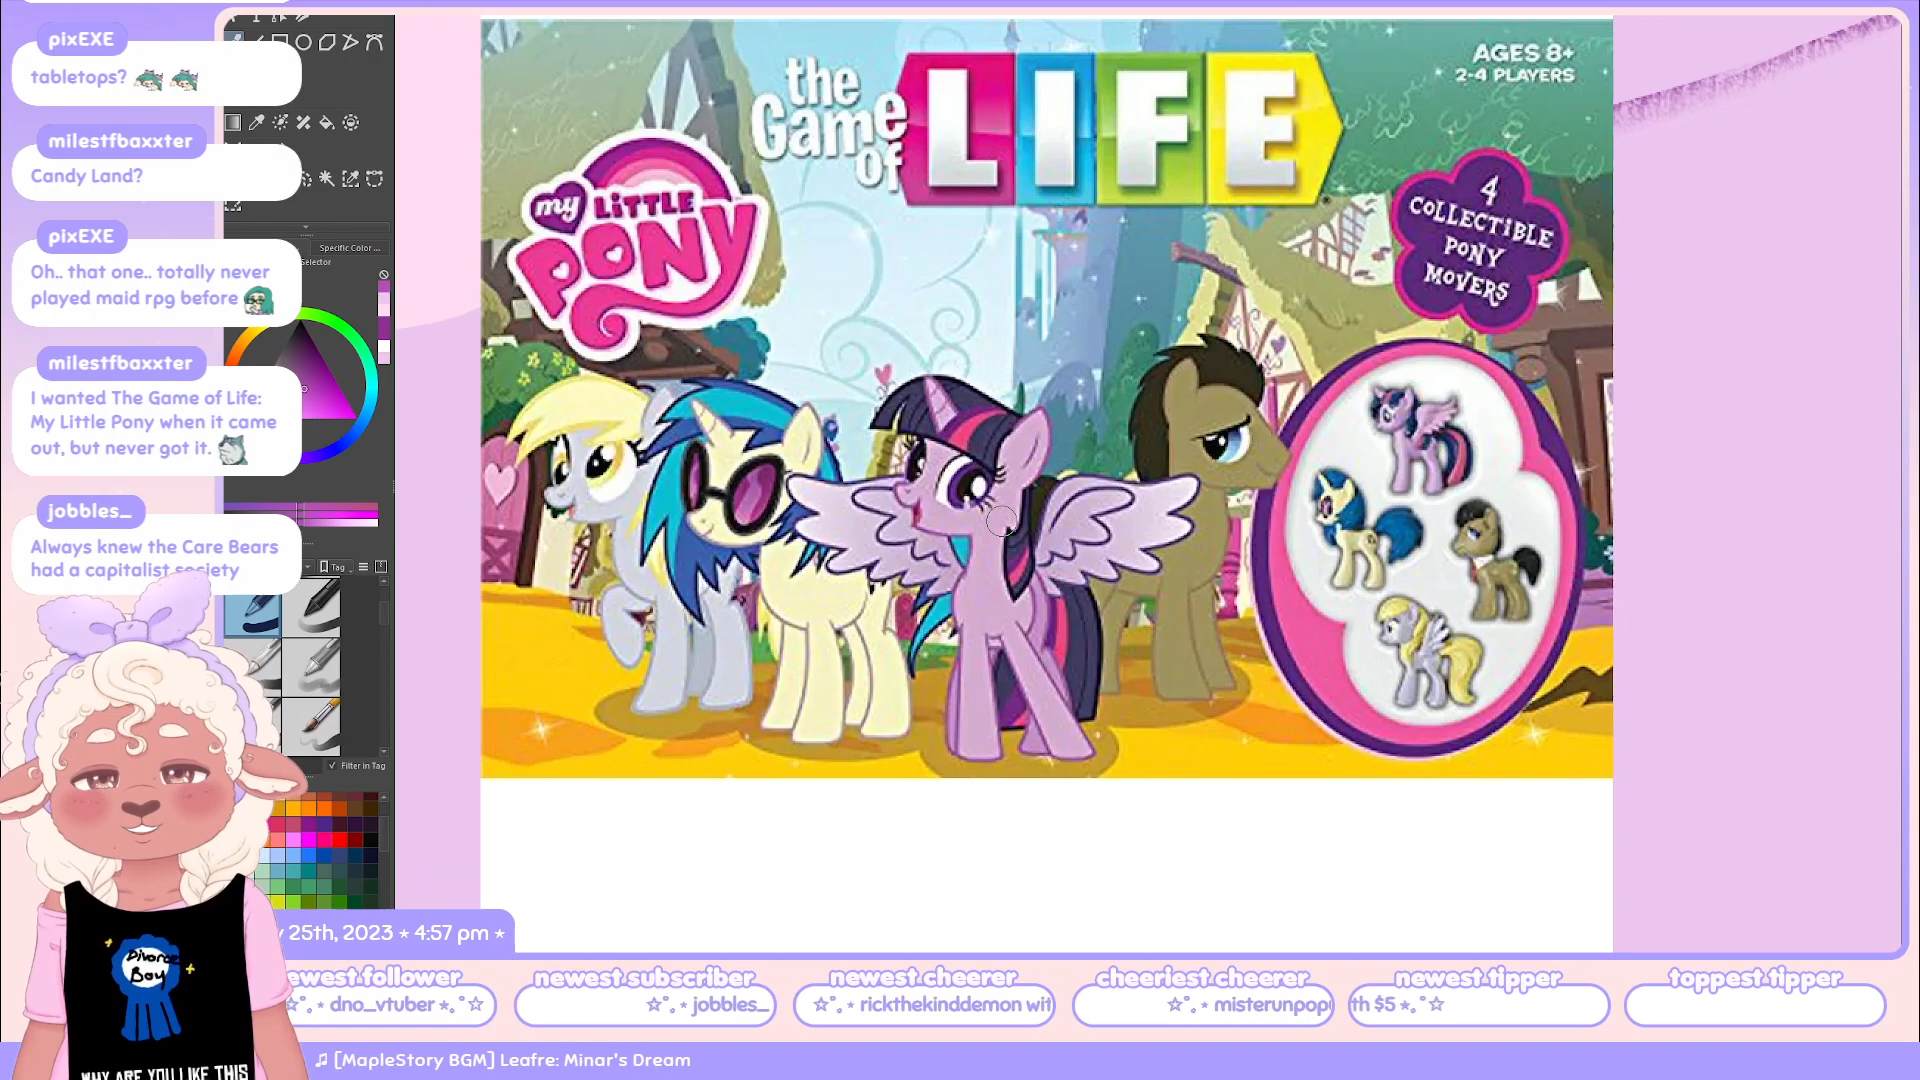 pixEXE
tabletops?
milestfbaxxter
Candy Land?
pixEXE
Oh.. that one.. totally never
played maid rpg before
milestfbaxxter
I wanted The Game of Life:
My Little Pony when it came
out, but never got it.
jobbles_
Always knew the Care Bears
had a capitalist society
Specific Color ...
Selector
Tag
Filter in Tag
the
Game
of
LIFE
AGES 8+
2-4 PLAYERS
my LITTLE
PONY
4
COLLECTIBLE
PONY
MOVERS
Divorce
Boy
WHY ARE YOU LIKE THIS
25th, 2023 ⋆ 4:57 pm ⋆
newest follower
☆˚｡⋆ dno_vtuber ⋆｡˚☆
newest subscriber
☆˚｡⋆ jobbles_
newest cheerer
☆˚｡⋆ rickthekinddemon wit
cheeriest cheerer
☆˚｡⋆ misterunpop
newest tipper
th $5 ⋆｡˚☆
toppest tipper
♫ [MapleStory BGM] Leafre: Minar's Dream